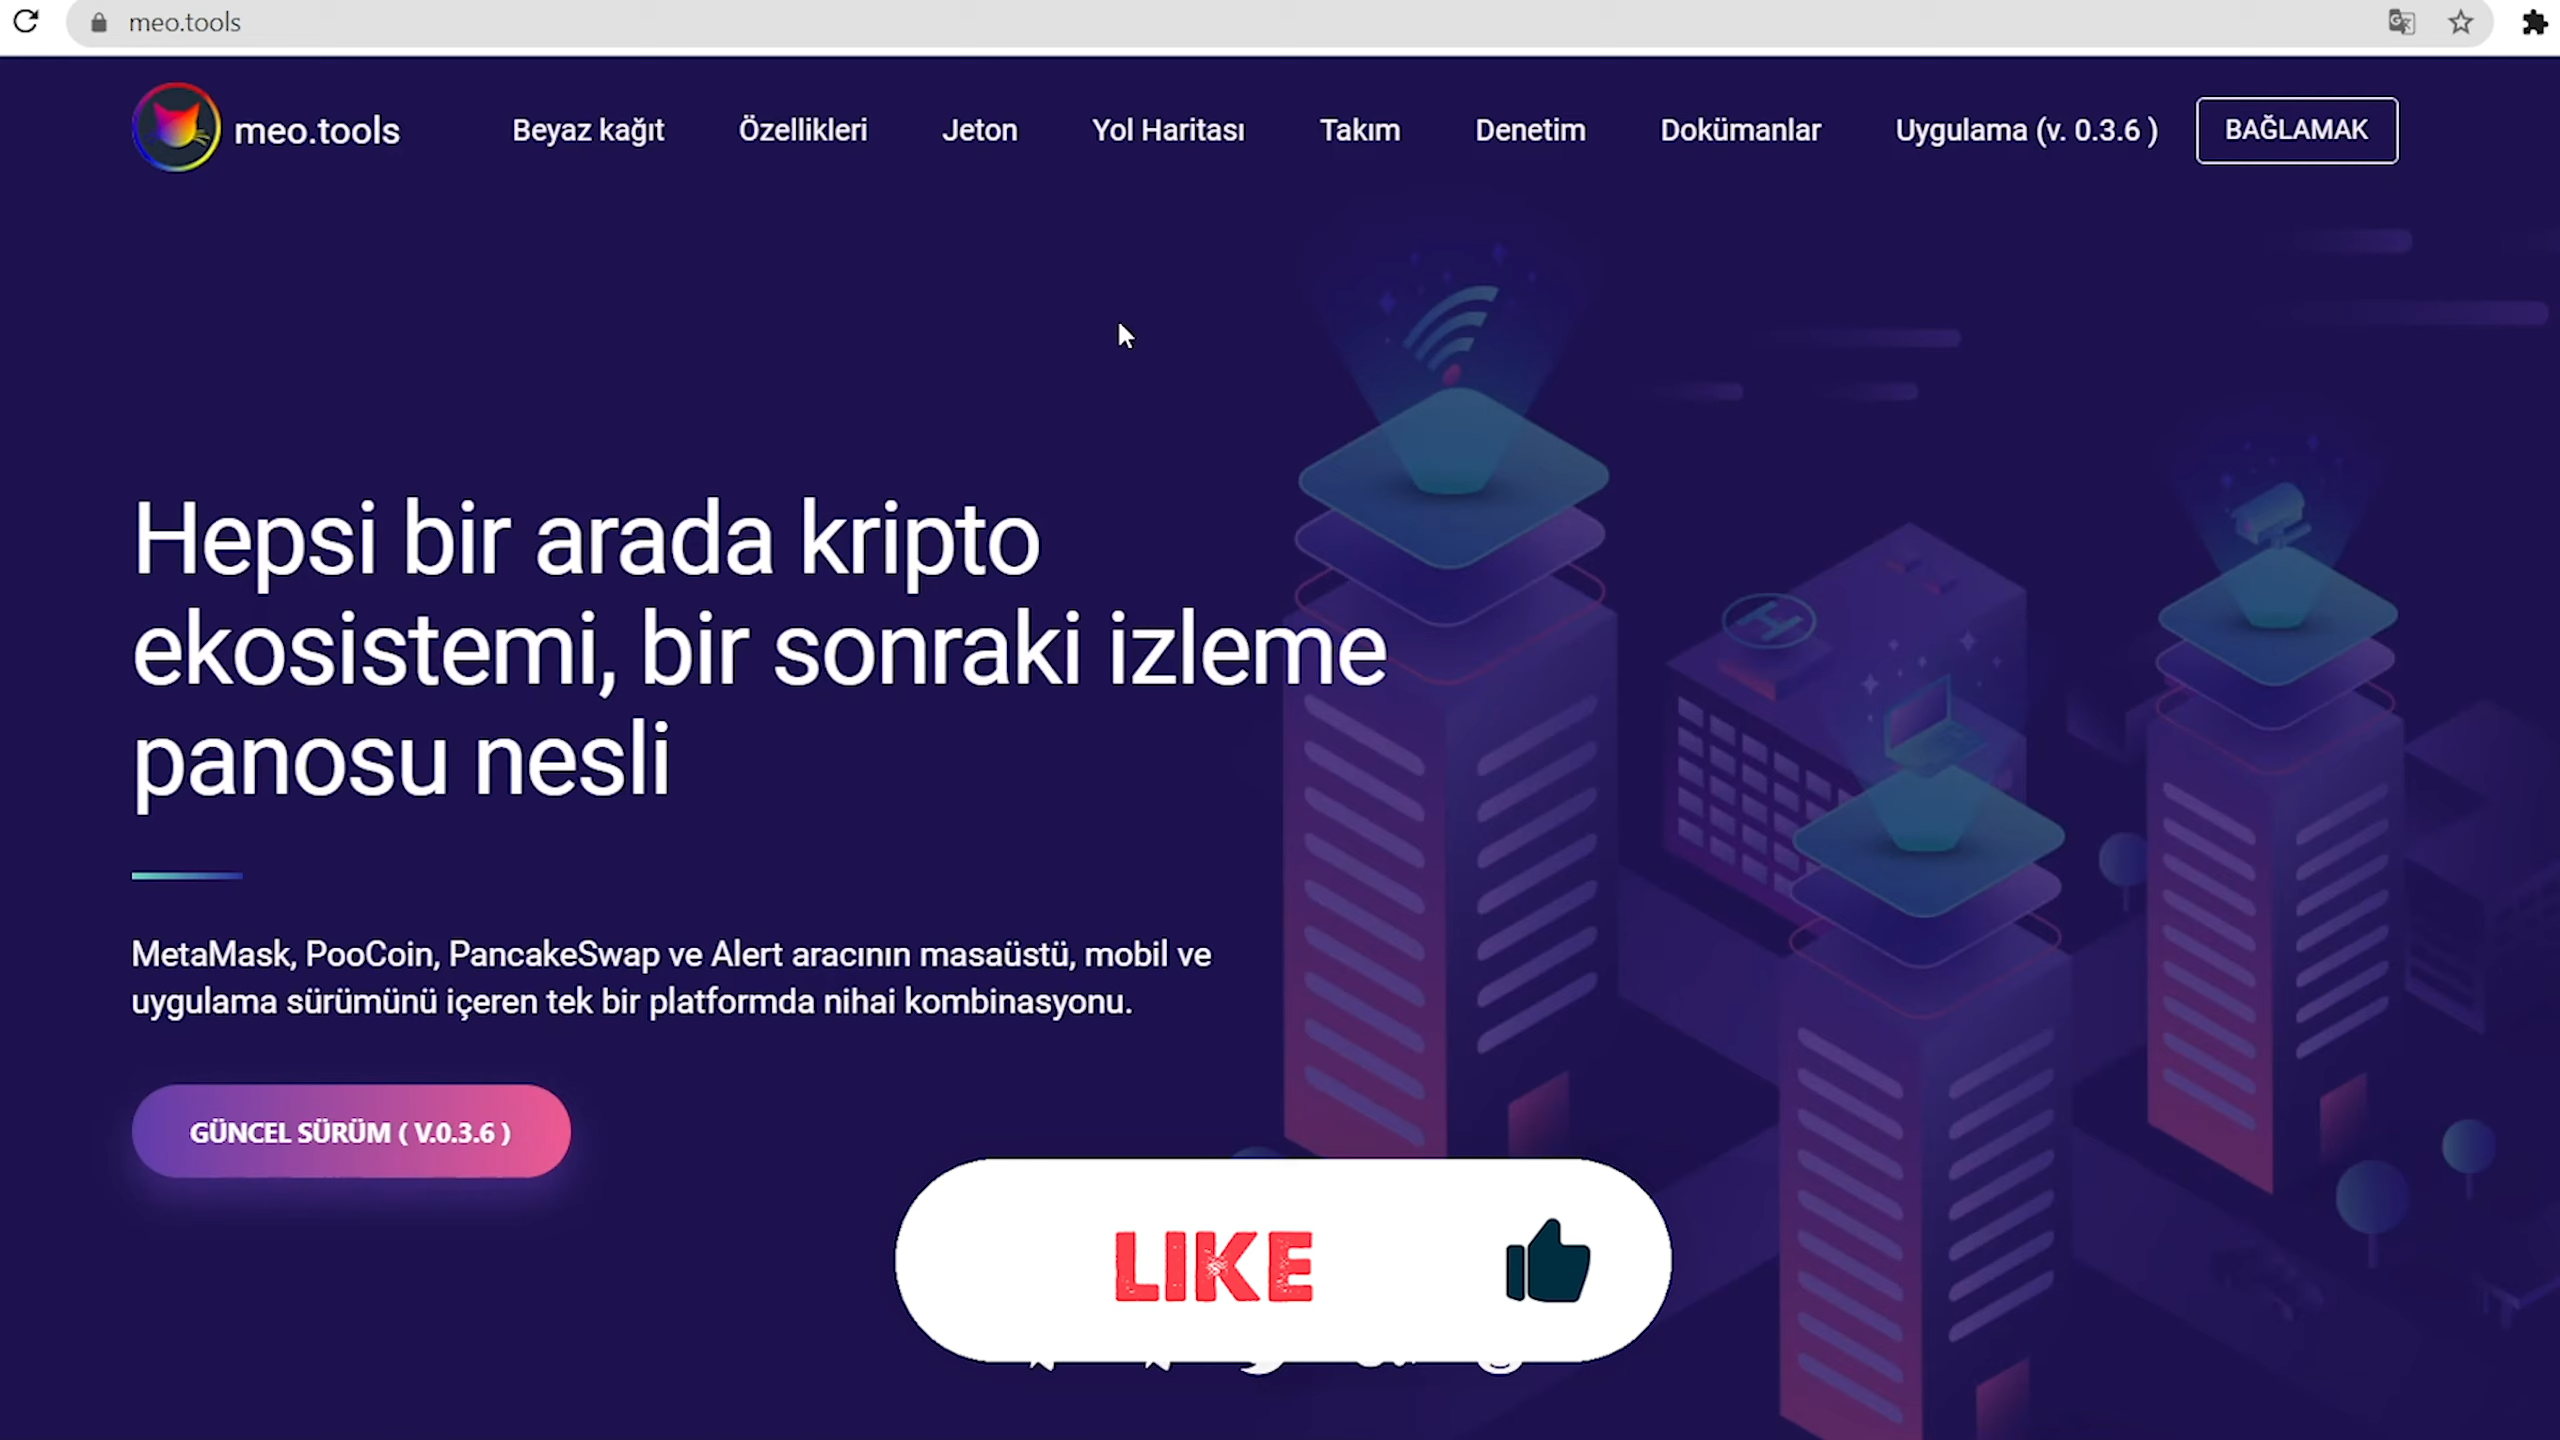 meo.tools
meo.tools
Beyaz kağıt
Özellikleri
Jeton
Yol Haritası
Takım
Denetim
Dokümanlar
Uygulama (v. 0.3.6 )
BAĞLAMAK
Hepsi bir arada kripto
ekosistemi, bir sonraki izleme
panosu nesli
MetaMask, PooCoin, PancakeSwap ve Alert aracının masaüstü, mobil ve
uygulama sürümünü içeren tek bir platformda nihai kombinasyonu.
GÜNCEL SÜRÜM ( V.0.3.6 )
LIKE
H